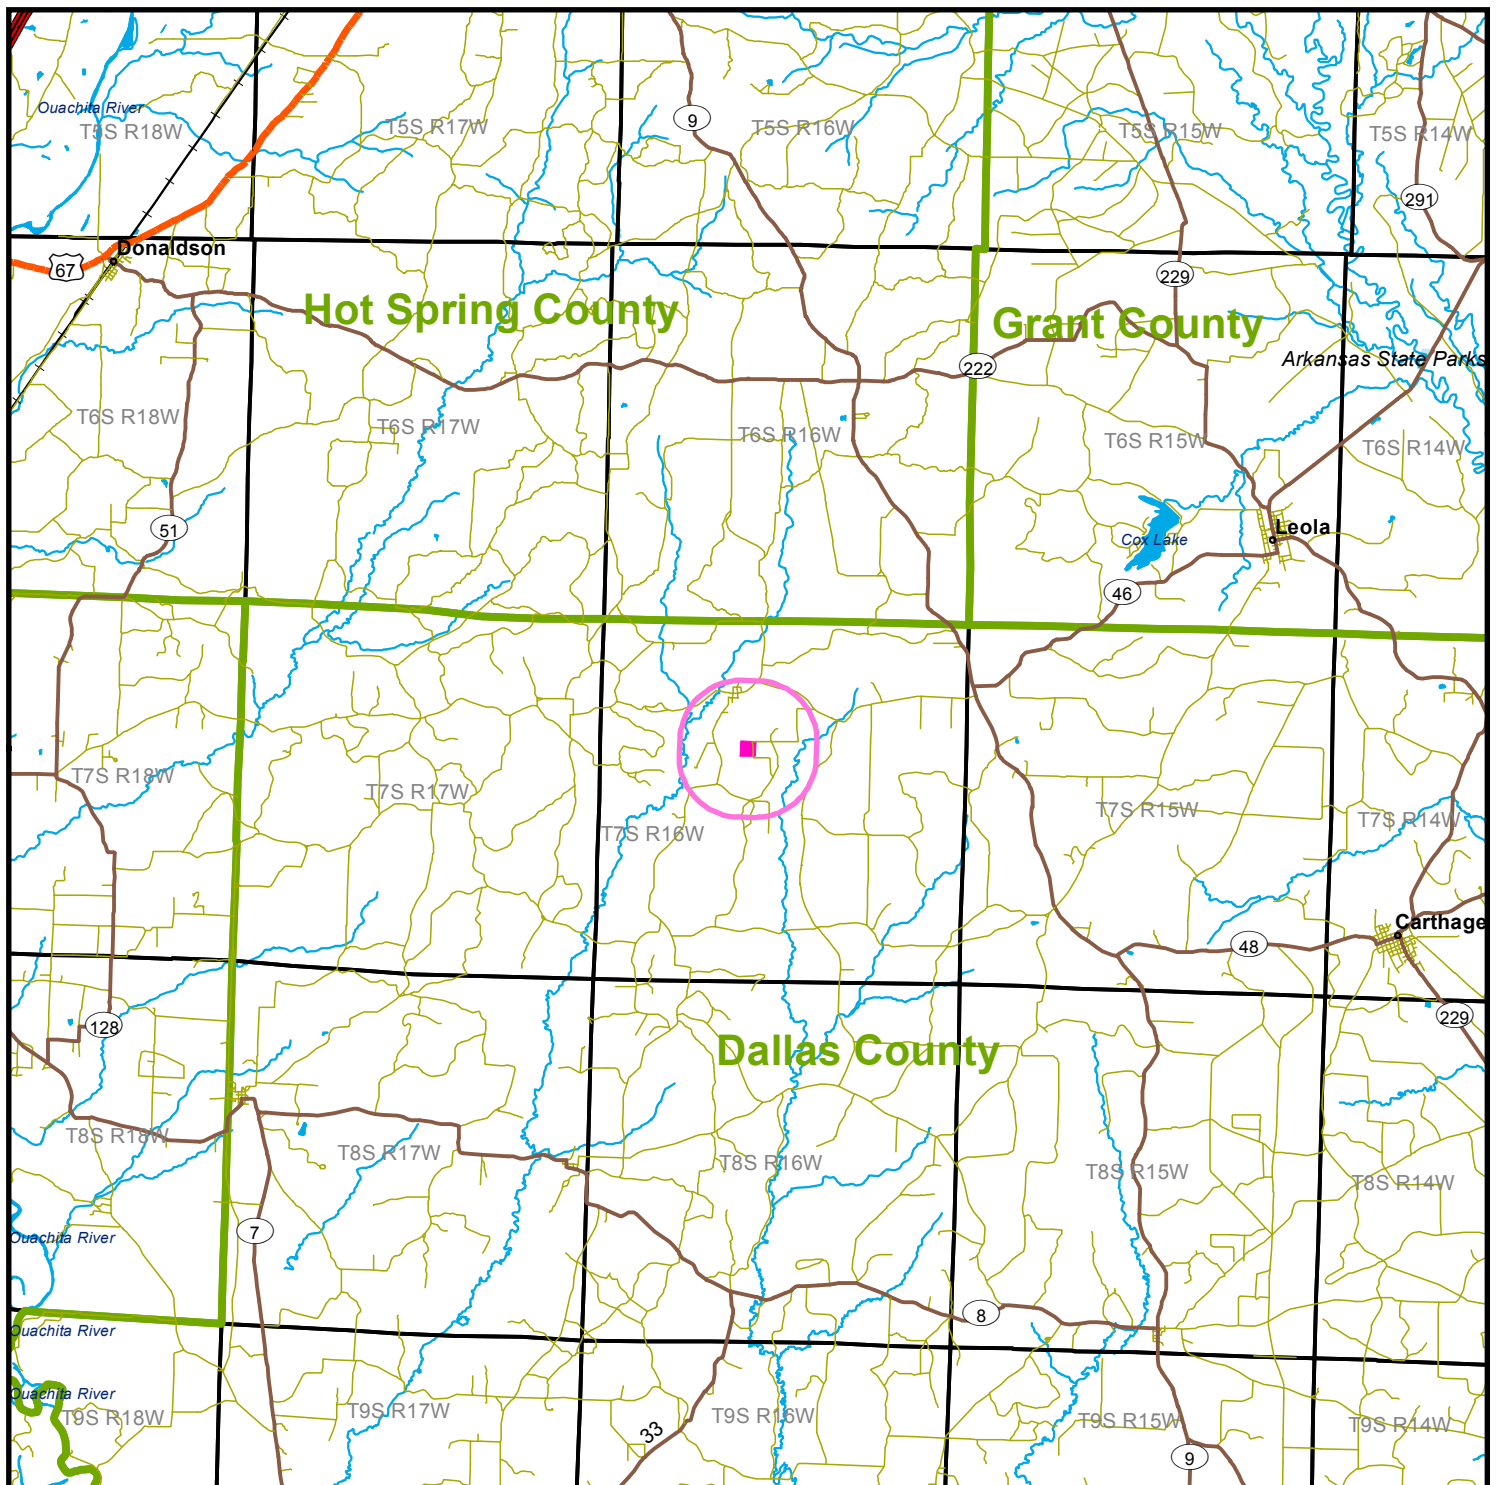 Ouachita River
T5S R18W
T5S R17W
9
T5S R16W
T5S R15W
T5S R14W
291
Donaldson
67
229
Hot Spring County
Grant County
Arkansas State Parks
222
T6S R18W
T6S R17W
T6S R16W
T6S R15W
T6S R14W
51
Cox Lake
Leola
46
T7S R18W
T7S R17W
T7S R16W
T7S R15W
T7S R14W
Carthage
48
128
229
Dallas County
T8S R18W
T8S R17W
T8S R16W
T8S R15W
T8S R14W
7
Ouachita River
8
Ouachita River
Ouachita River
T9S R18W
T9S R17W
33
T9S R16W
T9S R15W
T9S R14W
9